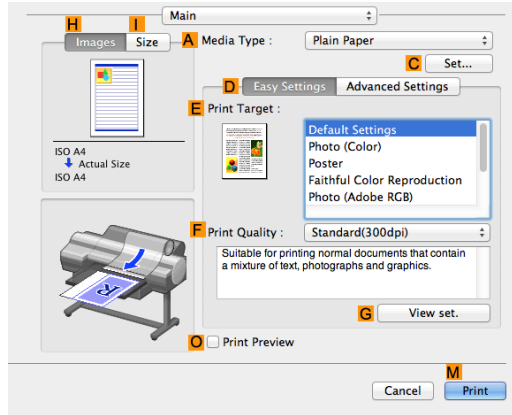 Main
H I
Images Size
A Media Type : Plain Paper
C Set...
D Easy Settings Advanced Settings
E Print Target :
Default Settings
Photo (Color)
Poster
Faithful Color Reproduction
Photo (Adobe RGB)
ISO A4
Actual Size
ISO A4
F Print Quality : Standard(300dpi)
Suitable for printing normal documents that contain
a mixture of text, photographs and graphics.
G View set.
O Print Preview
M
Cancel Print